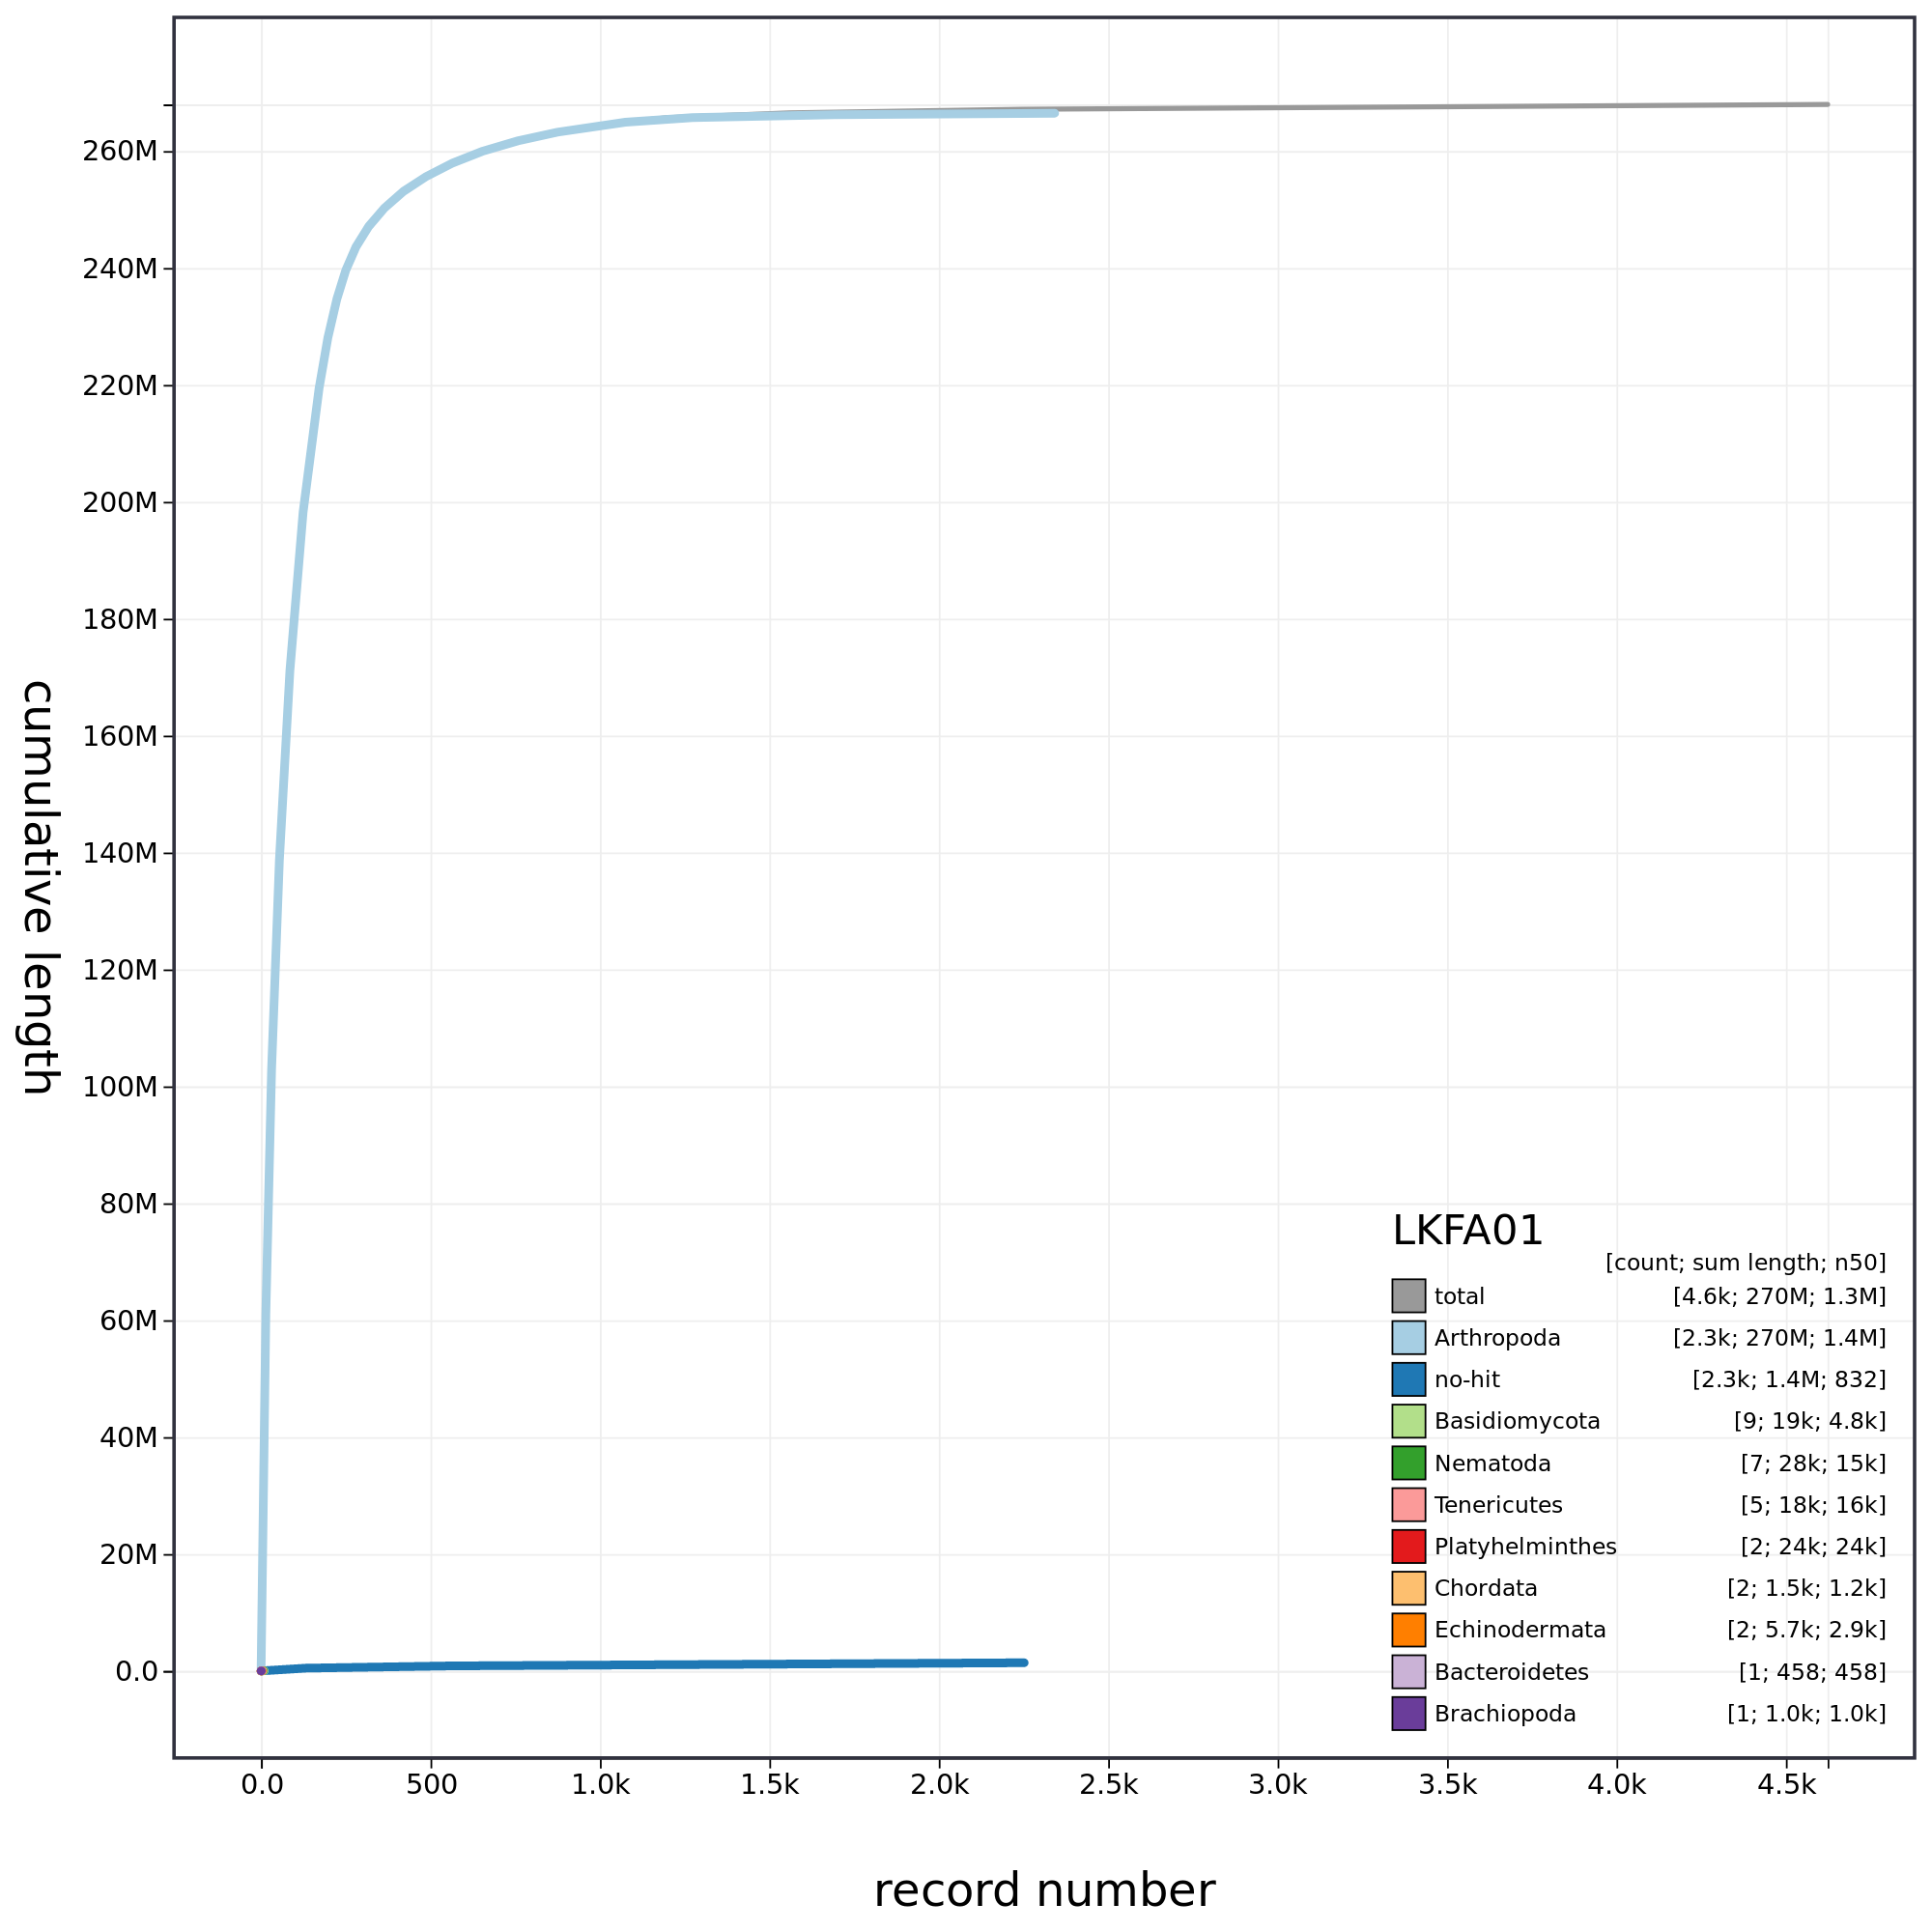 260M
240M
220M
200M
180M
160M
140M
120M
100M
80M
60M
40M
20M
0.0
cumulative length
LKFA01
[count; sum length; n50]
total [4.6k; 270M; 1.3M]
Arthropoda [2.3k; 270M; 1.4M]
no-hit [2.3k; 1.4M; 832]
Basidiomycota [9; 19k; 4.8k]
Nematoda [7; 28k; 15k]
Tenericutes [5; 18k; 16k]
Platyhelminthes [2; 24k; 24k]
Chordata [2; 1.5k; 1.2k]
Echinodermata [2; 5.7k; 2.9k]
Bacteroidetes [1; 458; 458]
Brachiopoda [1; 1.0k; 1.0k]
0.0 500 1.0k 1.5k 2.0k 2.5k 3.0k 3.5k 4.0k 4.5k
record number